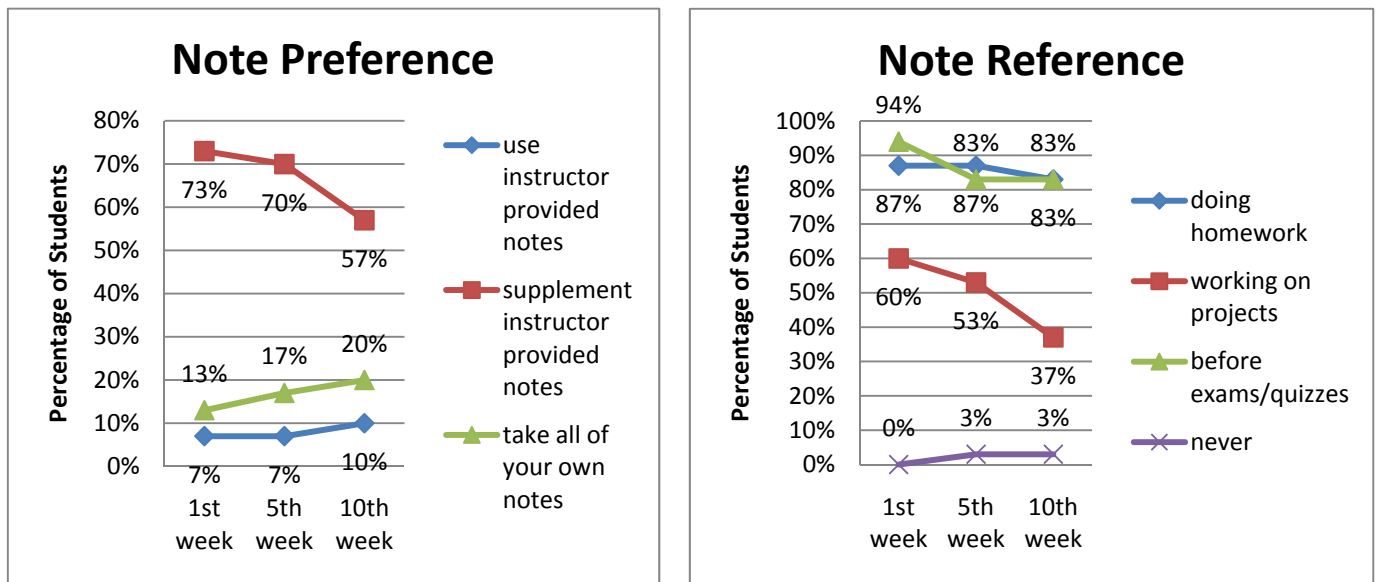 Note Preference
Percentage of Students
80%
70%
60%
50%
40%
30%
20%
10%
0%
73%
70%
57%
13%
17%
20%
7%
7%
10%
1st
week
5th
week
10th
week
use
instructor
provided
notes
supplement
instructor
provided
notes
take all of
your own
notes
Note Reference
Percentage of Students
100%
90%
80%
70%
60%
50%
40%
30%
20%
10%
0%
94%
83%
83%
87%
87%
83%
60%
53%
37%
0%
3%
3%
1st
week
5th
week
10th
week
doing
homework
working on
projects
before
exams/quizzes
never